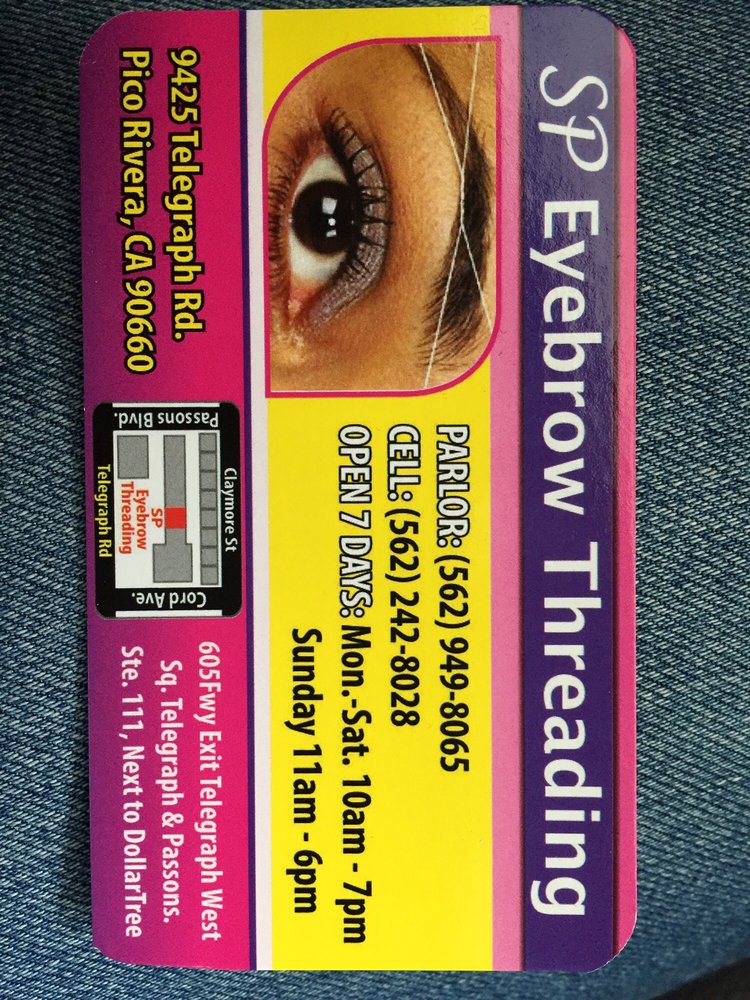 SP Eyebrow Threading
PARLOR: (562) 949-8065
CELL: (562) 242-8028
OPEN 7 DAYS: Mon.-Sat. 10am - 7pm
Sunday 11am - 6pm
9425 Telegraph Rd.
Pico Rivera, CA 90660
Claymore St
Passons Blvd.
Cord Ave.
SP
Eyebrow
Threading
Telegraph Rd
605Fwy Exit Telegraph West
Sq. Telegraph & Passons.
Ste. 111, Next to DollarTree